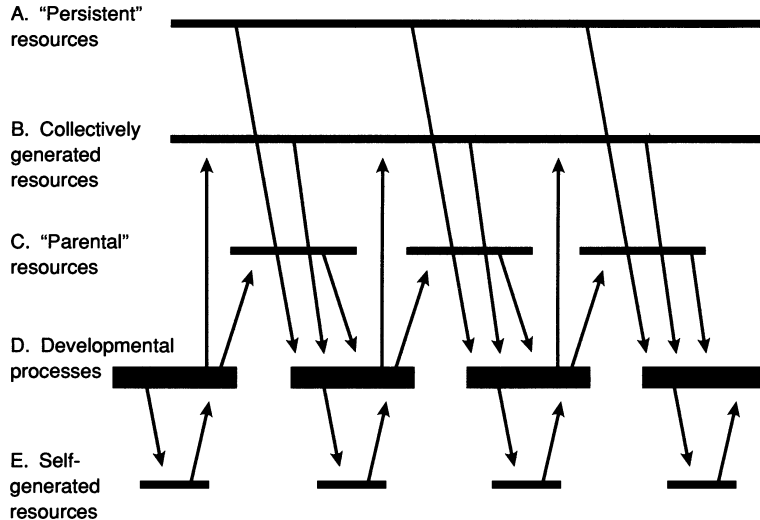 A. “Persistent”
resources
B. Collectively
generated
resources
C. “Parental”
resources
D. Developmental
processes
E. Self-
generated
resources